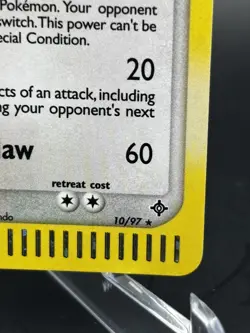 Pokémon. Your opponent
switch. This power can't be
ecial Condition.
20
cts of an attack, including
ng your opponent's next
law 60
retreat cost
ndo 10/97 ★